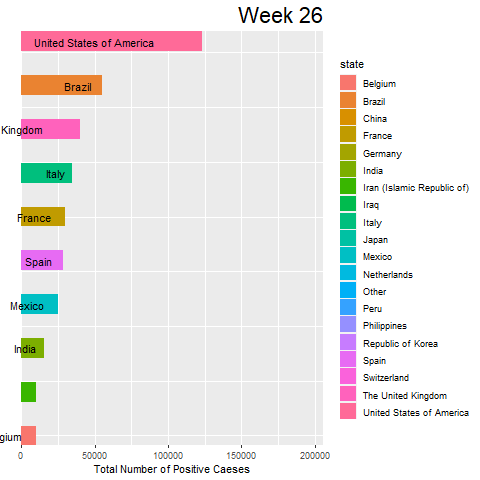 Week 26
United States of America
Brazil
Kingdom
Italy
France
Spain
Mexico
India
gium
0
50000
100000
150000
200000
Total Number of Positive Caeses
state
Belgium
Brazil
China
France
Germany
India
Iran (Islamic Republic of)
Iraq
Italy
Japan
Mexico
Netherlands
Other
Peru
Philippines
Republic of Korea
Spain
Switzerland
The United Kingdom
United States of America